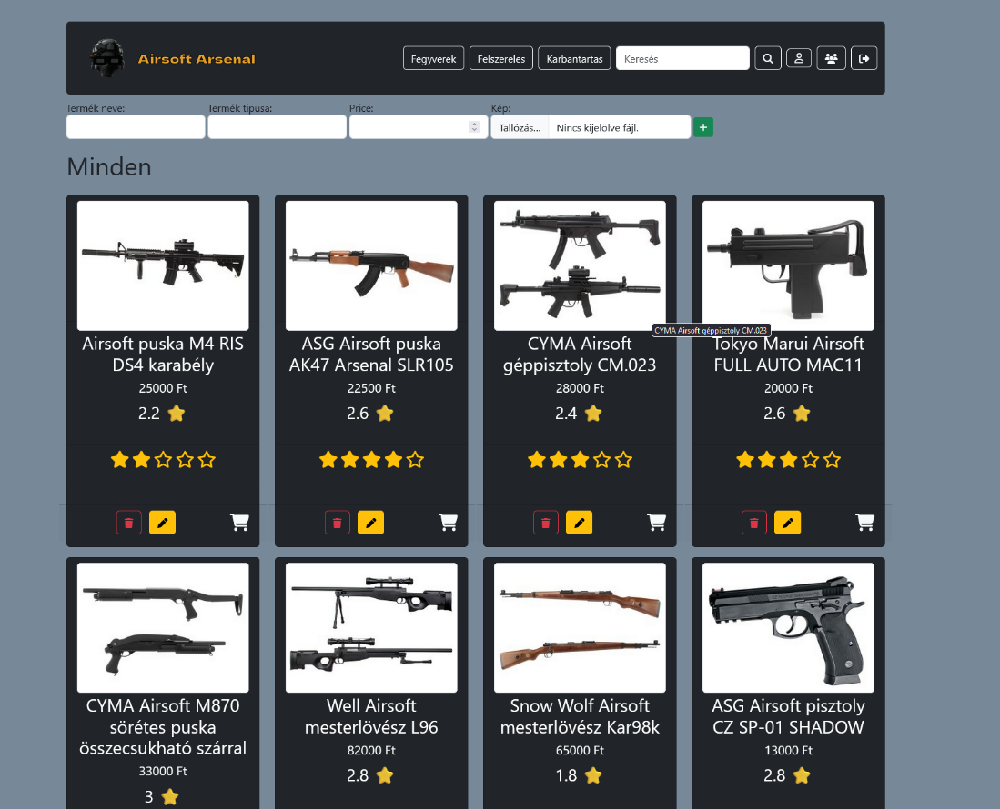 Airsoft Arsenal
Fegyverek
Felszereles
Karbantartas
Keresés
Termék neve:
Termék tipusa:
Price:
Kép:
Tallózás...
Nincs kijelölve fájl.
+
Minden
Airsoft puska M4 RIS
DS4 karabély
25000 Ft
2.2
ASG Airsoft puska
AK47 Arsenal SLR105
22500 Ft
2.6
CYMA Airsoft
géppisztoly CM.023
28000 Ft
2.4
CYMA Airsoft géppisztoly CM.023
Tokyo Marui Airsoft
FULL AUTO MAC11
20000 Ft
2.6
CYMA Airsoft M870
sörétes puska
összecsukható szárral
33000 Ft
3
Well Airsoft
mesterlövész L96
82000 Ft
2.8
Snow Wolf Airsoft
mesterlövész Kar98k
65000 Ft
1.8
ASG Airsoft pisztoly
CZ SP-01 SHADOW
13000 Ft
2.8